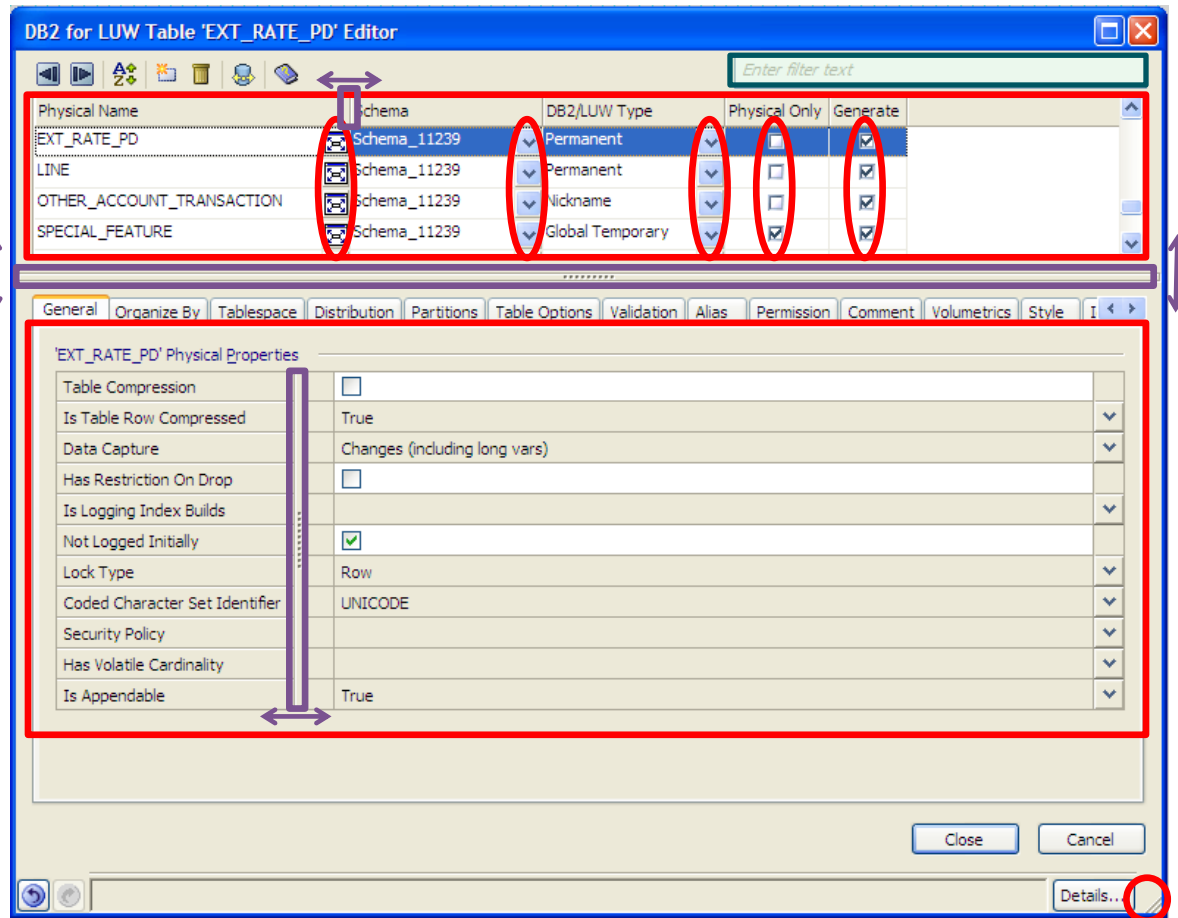 DB2 for LUW Table 'EXT_RATE_PD' Editor
Enter filter text
Physical Name Schema DB2/LUW Type Physical Only Generate
EXT_RATE_PD Schema_11239 Permanent
LINE Schema_11239 Permanent
OTHER_ACCOUNT_TRANSACTION Schema_11239 Nickname
SPECIAL_FEATURE Schema_11239 Global Temporary
General Organize By Tablespace Distribution Partitions Table Options Validation Alias Permission Comment Volumetrics Style
'EXT_RATE_PD' Physical Properties
Table Compression
Is Table Row Compressed True
Data Capture Changes (including long vars)
Has Restriction On Drop
Is Logging Index Builds
Not Logged Initially
Lock Type Row
Coded Character Set Identifier UNICODE
Security Policy
Has Volatile Cardinality
Is Appendable True
Close Cancel
Details...